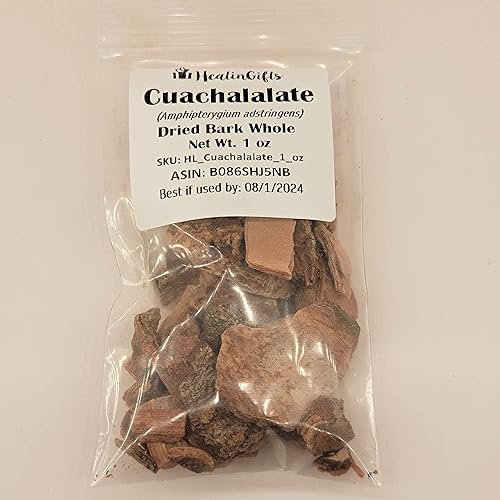 HealinGifts
Cuachalalate
(Amphipterygium adstringens)
Dried Bark Whole
Net Wt. 1 oz
SKU: HL_Cuachalalate_1_oz
ASIN: B086SHJ5NB
Best if used by: 08/1/2024